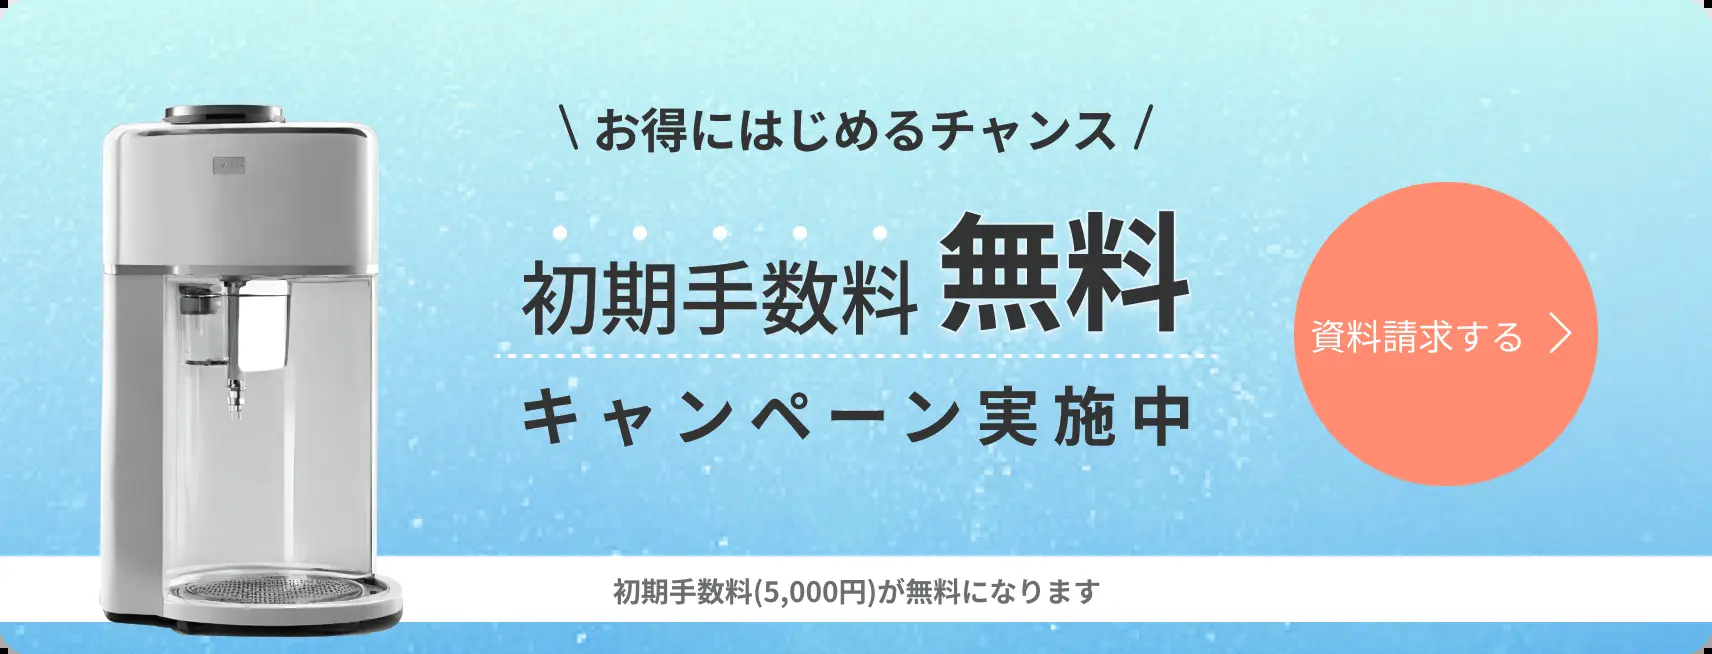 \ お得にはじめるチャンス /
初期手数料 無料
キャンペーン実施中
資料請求する
初期手数料(5,000円)が無料になります